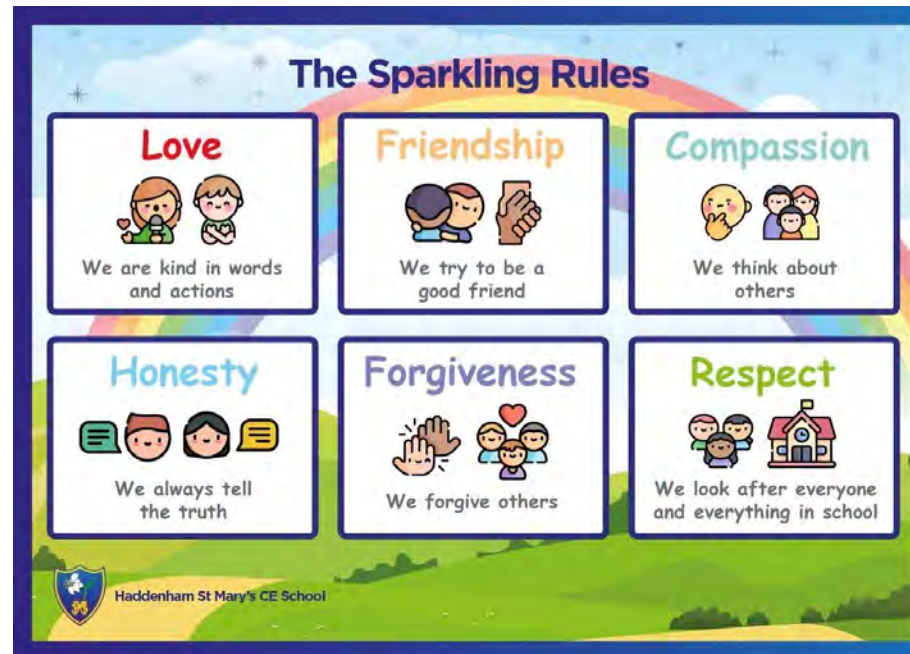 The Sparkling Rules
Love
We are kind in words
and actions
Friendship
We try to be a
good friend
Compassion
We think about
others
Honesty
We always tell
the truth
Forgiveness
We forgive others
Respect
We look after everyone
and everything in school
Haddenham St Mary's CE School